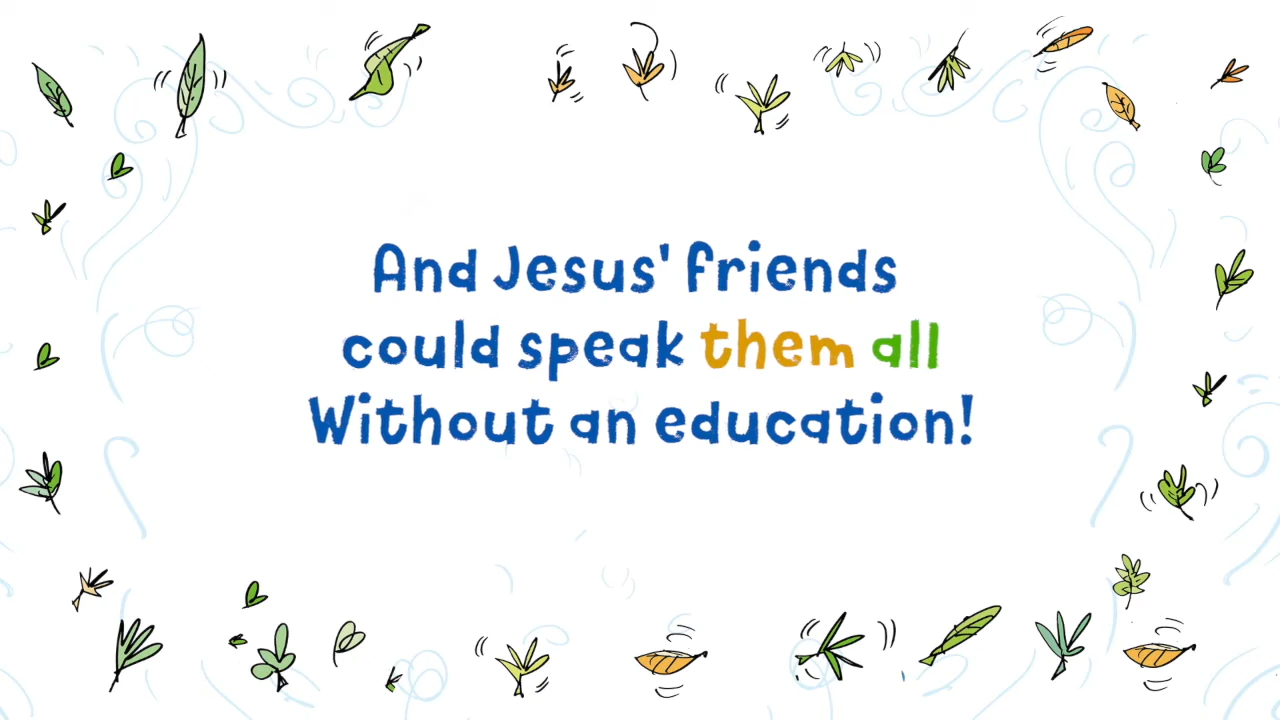 And Jesus' friends
could speak them all
Without an education!